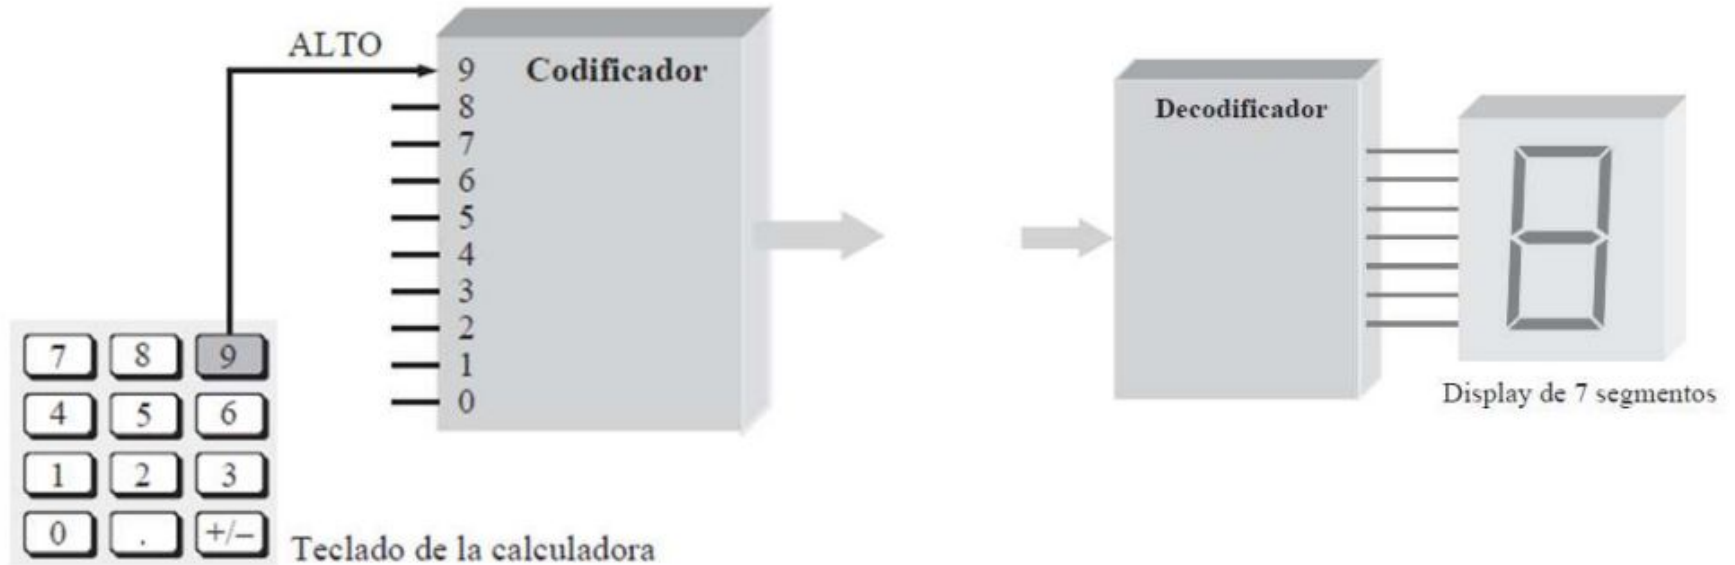 ALTO
9 Codificador
8
7
6
5
4
3
2
1
0
7 8 9
4 5 6
1 2 3
0 . +/–
Teclado de la calculadora
Decodificador
Display de 7 segmentos